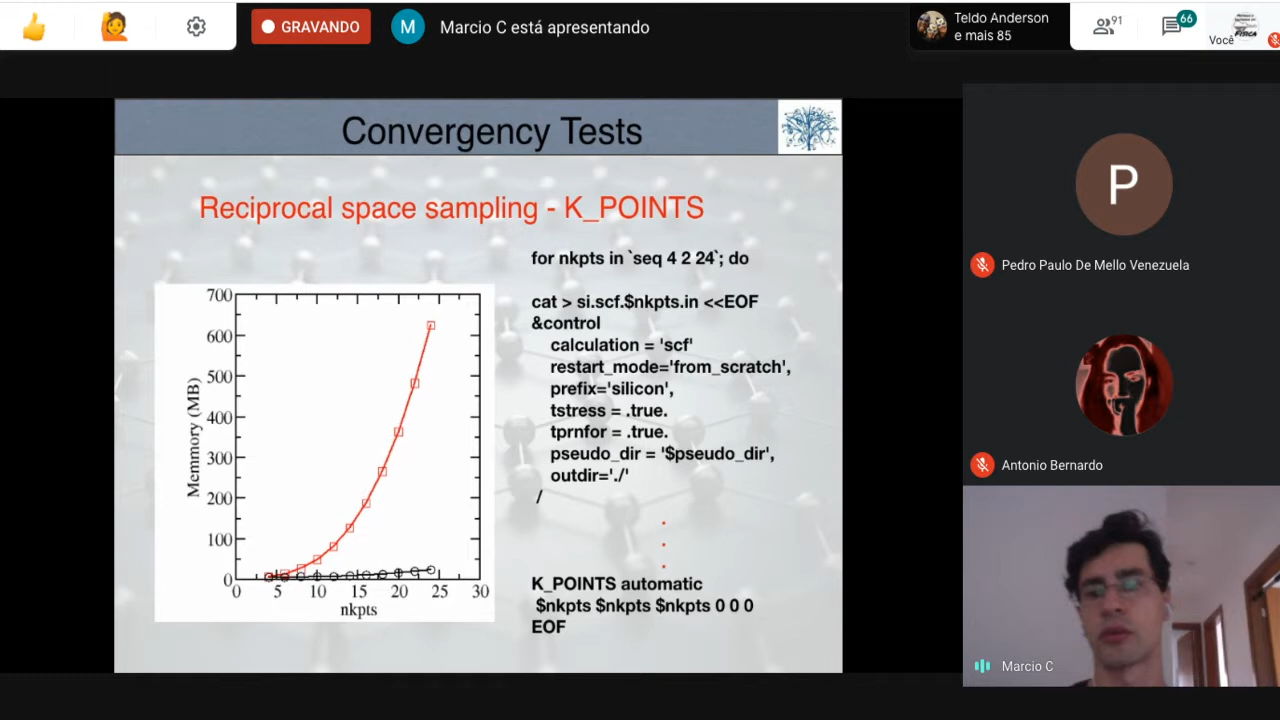 GRAVANDO
M
Marcio C está apresentando
Teldo Anderson
e mais 85
91
66
Você
FÍSICA
Convergency Tests
Reciprocal space sampling - K_POINTS
for nkpts in `seq 4 2 24`; do
cat > si.scf.$nkpts.in <<EOF
&control
calculation = 'scf'
restart_mode='from_scratch',
prefix='silicon',
tstress = .true.
tprnfor = .true.
pseudo_dir = '$pseudo_dir',
outdir='./'
/
.
.
.
K_POINTS automatic
$nkpts $nkpts $nkpts 0 0 0
EOF
700
600
500
400
300
200
100
0
Memmory (MB)
0 5 10 15 20 25 30
nkpts
P
Pedro Paulo De Mello Venezuela
Antonio Bernardo
Marcio C